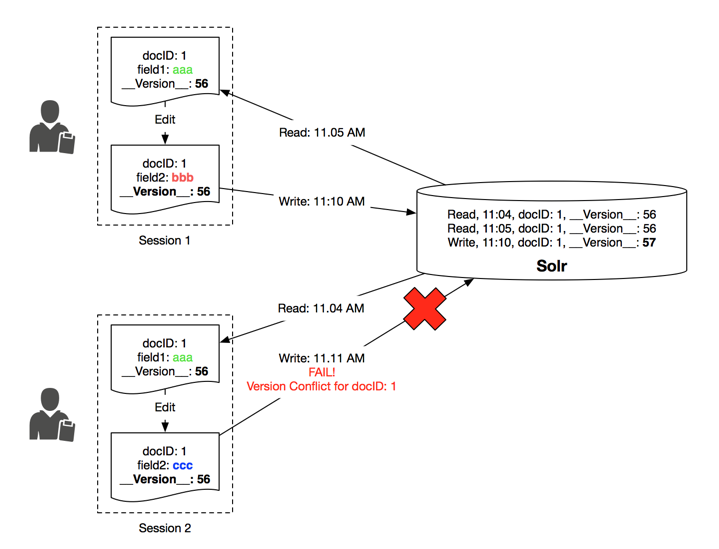 docID: 1
field1: aaa
__Version__: 56
Edit
docID: 1
field2: bbb
__Version__: 56
Session 1
Read: 11.05 AM
Write: 11:10 AM
Read, 11:04, docID: 1, __Version__: 56
Read, 11:05, docID: 1, __Version__: 56
Write, 11:10, docID: 1, __Version__: 57
Solr
Read: 11.04 AM
Write: 11.11 AM
FAIL!
Version Conflict for docID: 1
docID: 1
field1: aaa
__Version__: 56
Edit
docID: 1
field2: ccc
__Version__: 56
Session 2